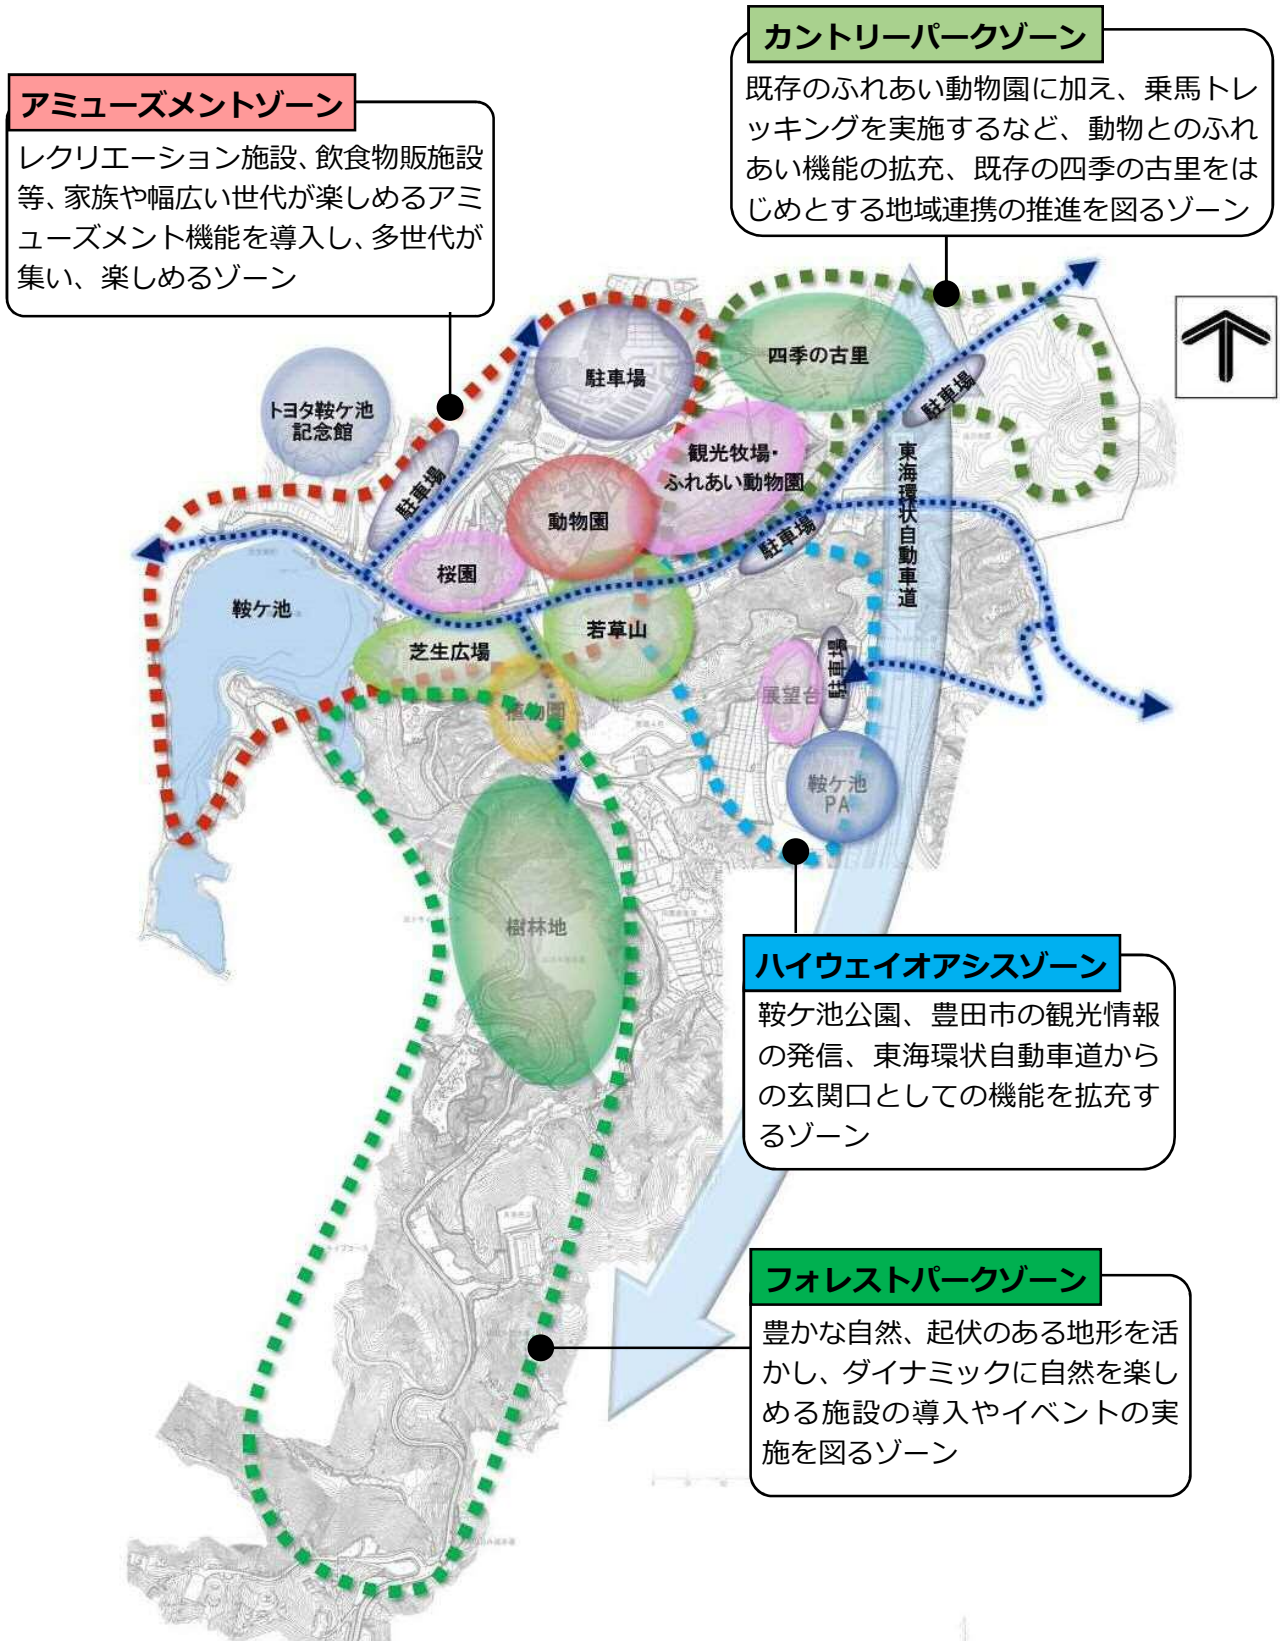 カントリーパークゾーン
既存のふれあい動物園に加え、乗馬トレ
ッキングを実施するなど、動物とのふれ
あい機能の拡充、既存の四季の古里をは
じめとする地域連携の推進を図るゾーン
アミューズメントゾーン
レクリエーション施設、飲食物販施設
等、家族や幅広い世代が楽しめるアミ
ューズメント機能を導入し、多世代が
集い、楽しめるゾーン
四季の古里
駐車場
駐車場
トヨタ鞍ケ池
記念館
観光牧場・
ふれあい動物園
駐車場
動物園
駐車場
東海環状自動車道
桜園
鞍ケ池
若草山
芝生広場
駐車場
展望台
植物園
鞍ケ池
PA
樹林地
ハイウェイオアシスゾーン
鞍ケ池公園、豊田市の観光情報
の発信、東海環状自動車道から
の玄関口としての機能を拡充す
るゾーン
フォレストパークゾーン
豊かな自然、起伏のある地形を活
かし、ダイナミックに自然を楽し
める施設の導入やイベントの実
施を図るゾーン